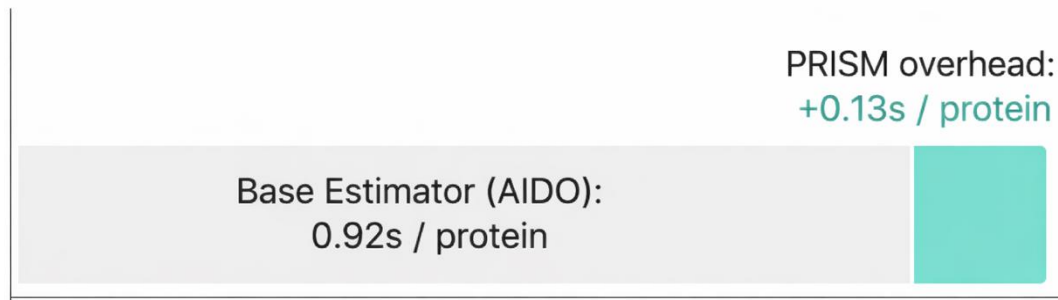 PRISM overhead:
+0.13s / protein
Base Estimator (AIDO):
0.92s / protein